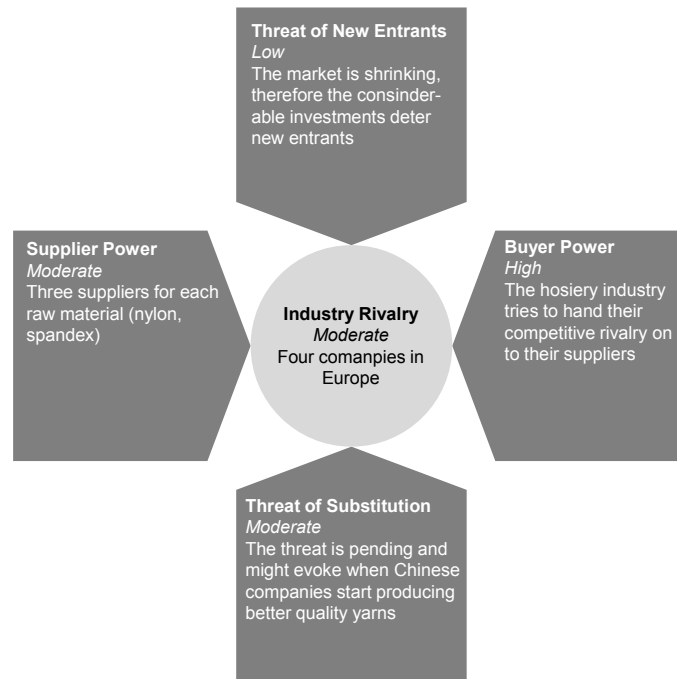 Threat of New Entrants
Low
The market is shrinking,
therefore the consinder-
able investments deter
new entrants
Supplier Power
Moderate
Three suppliers for each
raw material (nylon,
spandex)
Industry Rivalry
Moderate
Four comanpies in
Europe
Buyer Power
High
The hosiery industry
tries to hand their
competitive rivalry on
to their suppliers
Threat of Substitution
Moderate
The threat is pending and
might evoke when Chinese
companies start producing
better quality yarns